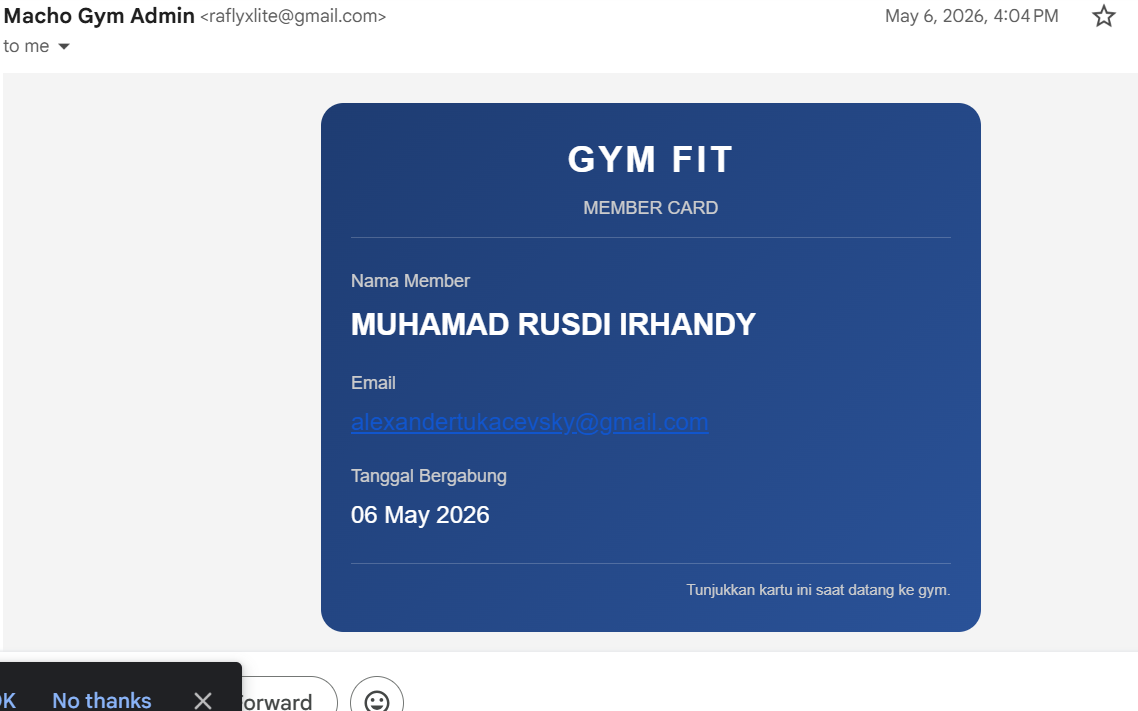 Macho Gym Admin <raflyxlite@gmail.com>
May 6, 2026, 4:04 PM
to me
GYM FIT
MEMBER CARD
Nama Member
MUHAMAD RUSDI IRHANDY
Email
alexandertukacevsky@gmail.com
Tanggal Bergabung
06 May 2026
Tunjukkan kartu ini saat datang ke gym.
No thanks